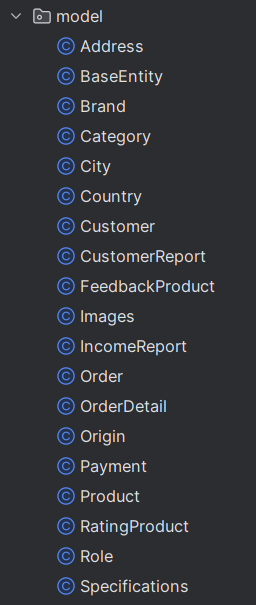 model
Address
BaseEntity
Brand
Category
City
Country
Customer
CustomerReport
FeedbackProduct
Images
IncomeReport
Order
OrderDetail
Origin
Payment
Product
RatingProduct
Role
Specifications